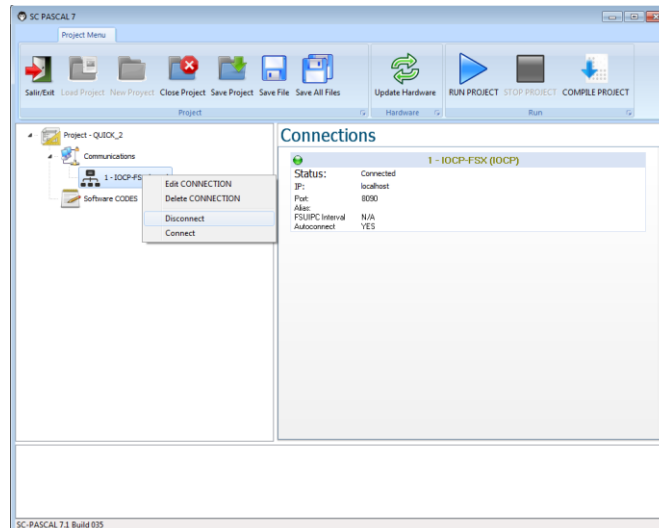 SC PASCAL 7
Project Menu
Salir/Exit Load Project New Proyect Close Project Save Project Save File Save All Files Update Hardware RUN PROJECT STOP PROJECT COMPILE PROJECT
Project Hardware Run
Project - QUICK_2
Communications
1 - IOCP-FS
Software CODES
Edit CONNECTION
Delete CONNECTION
Disconnect
Connect
Connections
1 - IOCP-FSX (IOCP)
Status: Connected
IP: localhost
Port: 8090
Alias:
FSUIPC Interval N/A
Autoconnect YES
SC-PASCAL 7.1 Build 035